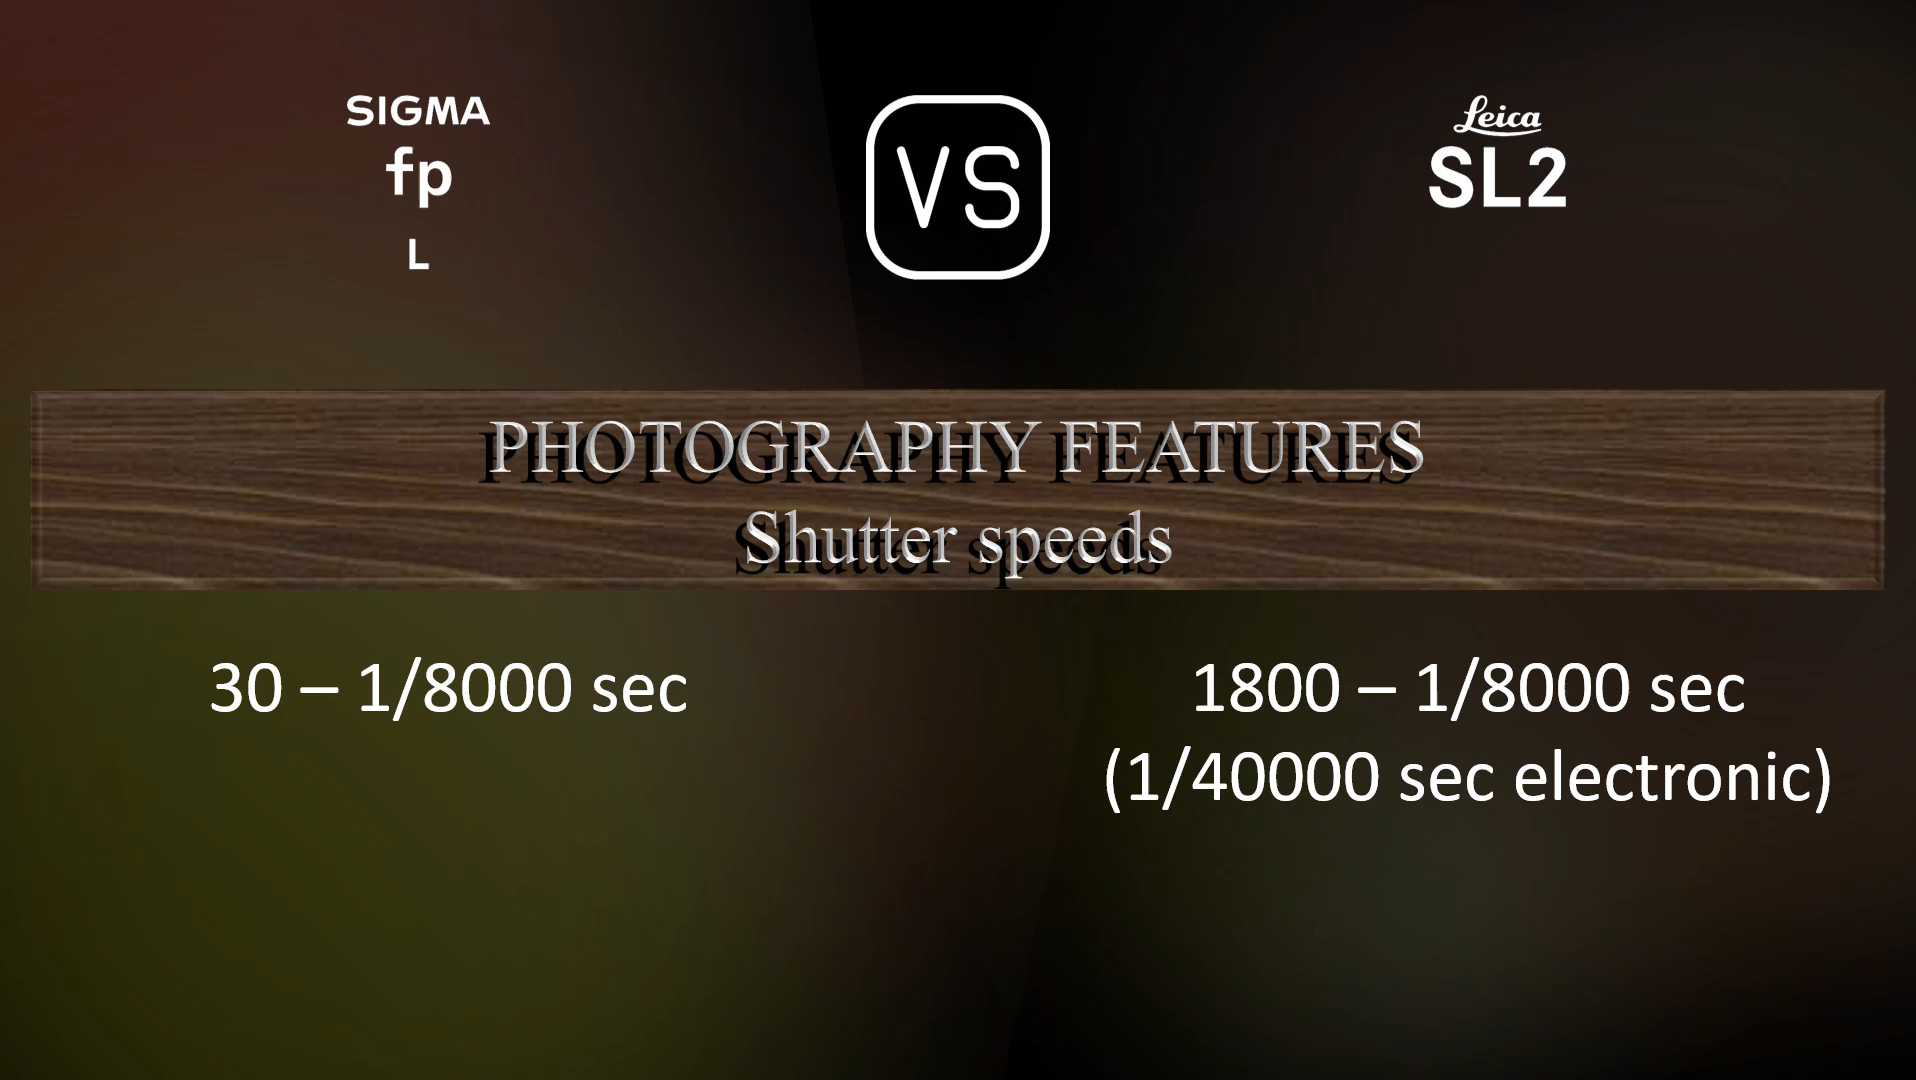 SIGMA
fp
L
VS
Leica
SL2
PHOTOGRAPHY FEATURES
Shutter speeds
30 – 1/8000 sec
1800 – 1/8000 sec
(1/40000 sec electronic)